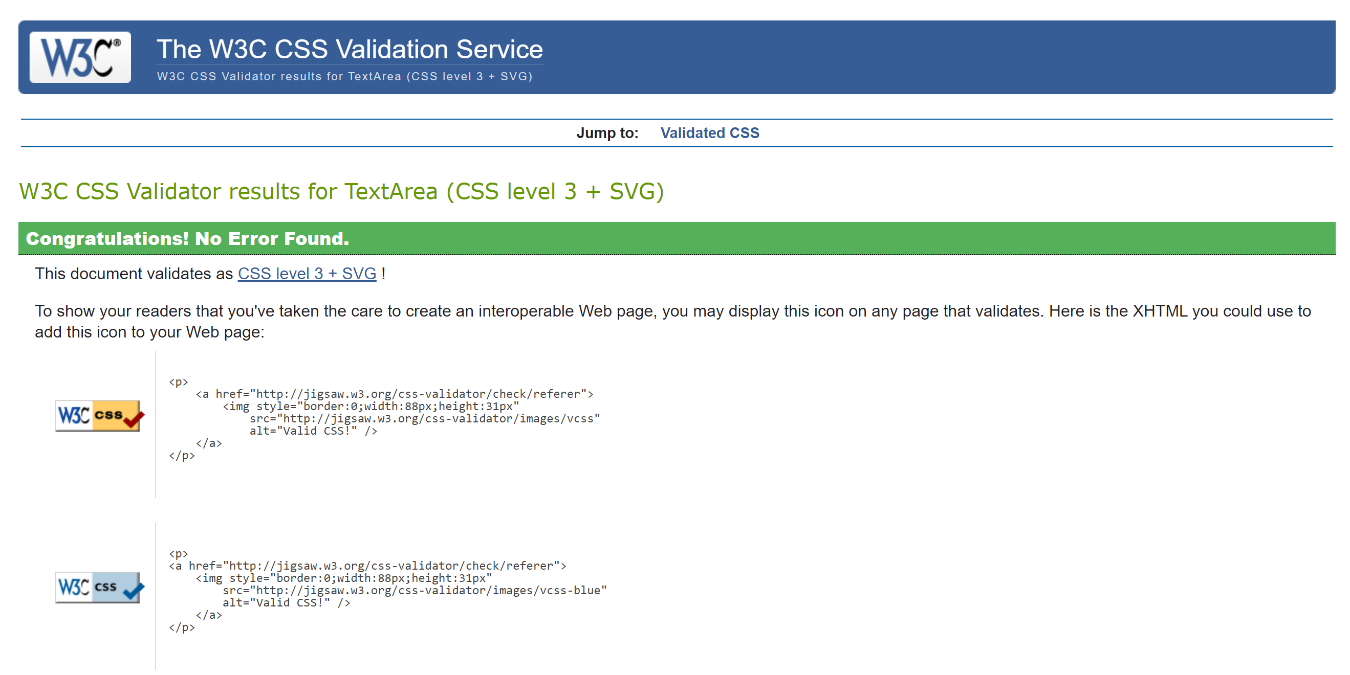 W3C®
The W3C CSS Validation Service
W3C CSS Validator results for TextArea (CSS level 3 + SVG)
Jump to: Validated CSS
W3C CSS Validator results for TextArea (CSS level 3 + SVG)
Congratulations! No Error Found.
This document validates as CSS level 3 + SVG !
To show your readers that you've taken the care to create an interoperable Web page, you may display this icon on any page that validates. Here is the XHTML you could use to
add this icon to your Web page:
W3C css
<p>
    <a href="http://jigsaw.w3.org/css-validator/check/referer">
        <img style="border:0;width:88px;height:31px"
            src="http://jigsaw.w3.org/css-validator/images/vcss"
            alt="Valid CSS!" />
    </a>
</p>
W3C css
<p>
<a href="http://jigsaw.w3.org/css-validator/check/referer">
    <img style="border:0;width:88px;height:31px"
        src="http://jigsaw.w3.org/css-validator/images/vcss-blue"
        alt="Valid CSS!" />
    </a>
</p>